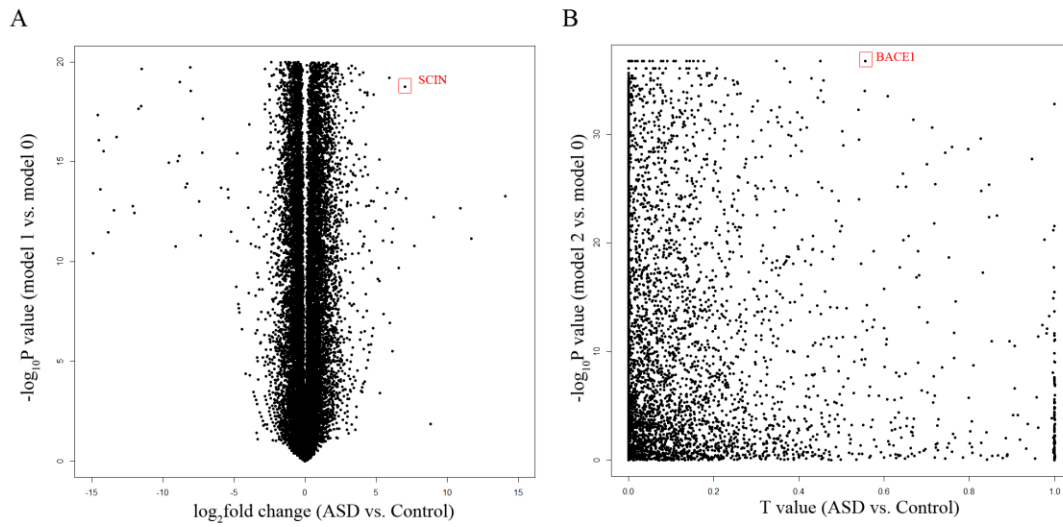 A
B
-log10P value (model 1 vs. model 0)
20
15
10
5
0
SCIN
-15
-10
-5
0
5
10
15
log2fold change (ASD vs. Control)
-log10P value (model 2 vs. model 0)
30
20
10
0
BACE1
0.0
0.2
0.4
0.6
0.8
1.0
T value (ASD vs. Control)